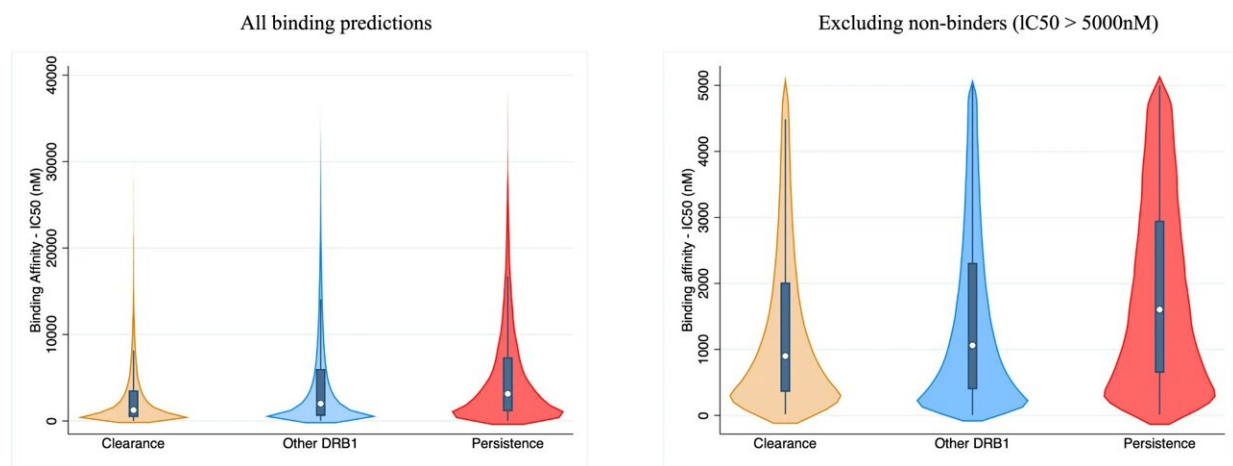 All binding predictions
Binding Affinity - IC50 (nM)
40000
30000
20000
10000
0
Clearance Other DRB1 Persistence
Excluding non-binders (IC50 > 5000nM)
Binding affinity - IC50 (nM)
5000
4000
3000
2000
1000
0
Clearance Other DRB1 Persistence